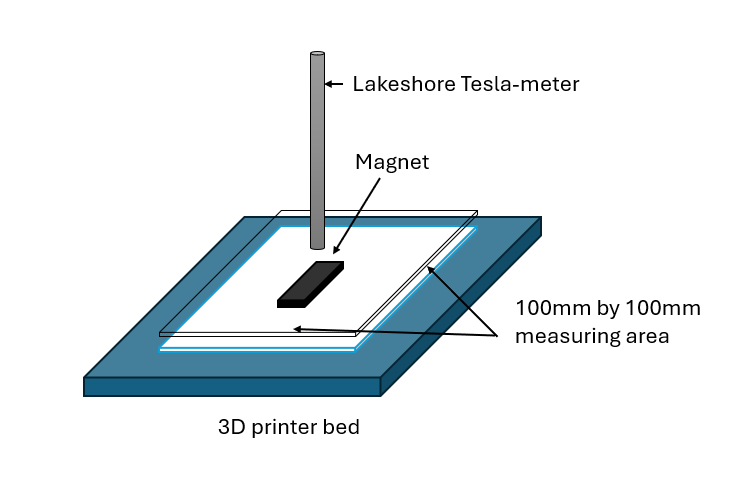 Lakeshore Tesla-meter
Magnet
100mm by 100mm
measuring area
3D printer bed